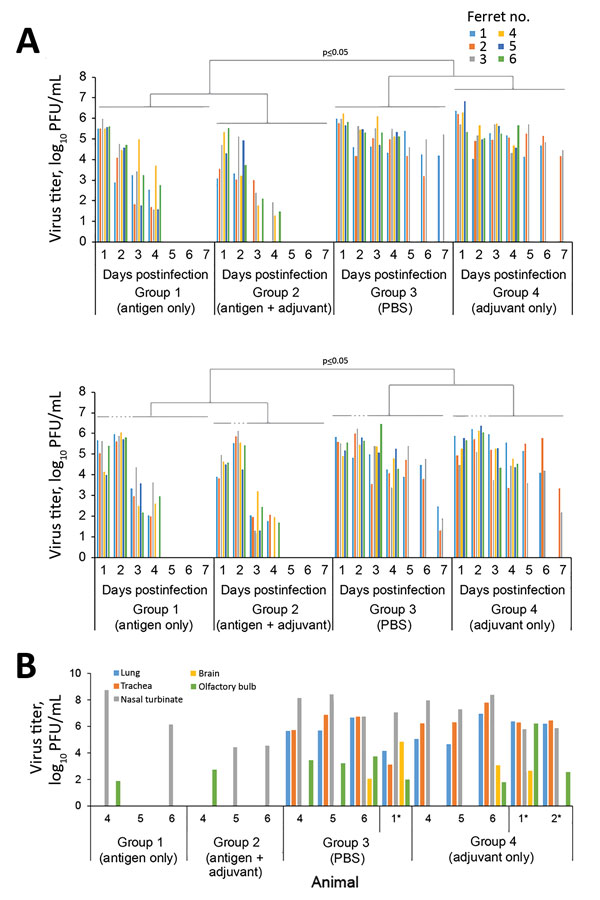 Ferret no.
1 4
2 5
3 6
A
p≤0.05
Virus titer, log10 PFU/mL
8
7
6
5
4
3
2
1
0
1 2 3 4 5 6 7 1 2 3 4 5 6 7 1 2 3 4 5 6 7 1 2 3 4 5 6 7
Days postinfection Days postinfection Days postinfection Days postinfection
Group 1 Group 2 Group 3 Group 4
(antigen only) (antigen + adjuvant) (PBS) (adjuvant only)
p≤0.05
Virus titer, log10 PFU/mL
8
7
6
5
4
3
2
1
0
1 2 3 4 5 6 7 1 2 3 4 5 6 7 1 2 3 4 5 6 7 1 2 3 4 5 6 7
Days postinfection Days postinfection Days postinfection Days postinfection
Group 1 Group 2 Group 3 Group 4
(antigen only) (antigen + adjuvant) (PBS) (adjuvant only)
B
Virus titer,
log10 PFU/mL
10
8
6
4
2
0
Lung Brain
Trachea Olfactory bulb
Nasal turbinate
4 5 6 4 5 6 4 5 6 1* 4 5 6 1* 2*
Group 1 Group 2 Group 3 Group 4
(antigen only) (antigen + (PBS) (adjuvant only)
adjuvant)
Animal